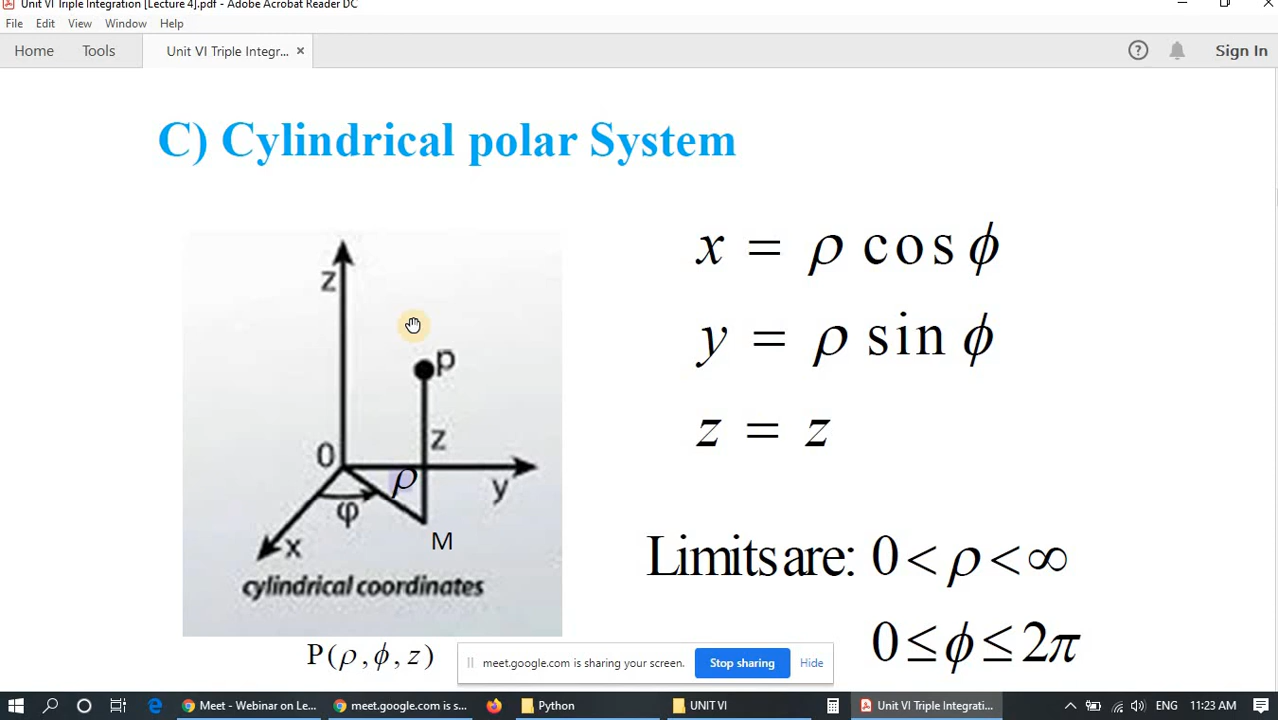 Unit VI Triple Integration [Lecture 4].pdf - Adobe Acrobat Reader DC
File Edit View Window Help
Home Tools Unit VI Triple Integr... × Sign In
C) Cylindrical polar System
x = ρ cos ϕ
y = ρ sin ϕ
z = z
z
p
z
0
ρ
y
φ
x
M
cylindrical coordinates
P(ρ,ϕ,z)
Limits are: 0 < ρ < ∞
0 ≤ ϕ ≤ 2π
meet.google.com is sharing your screen. Stop sharing Hide
Meet - Webinar on Le... meet.google.com is s... Python UNIT VI Unit VI Triple Integrati... ENG 11:23 AM